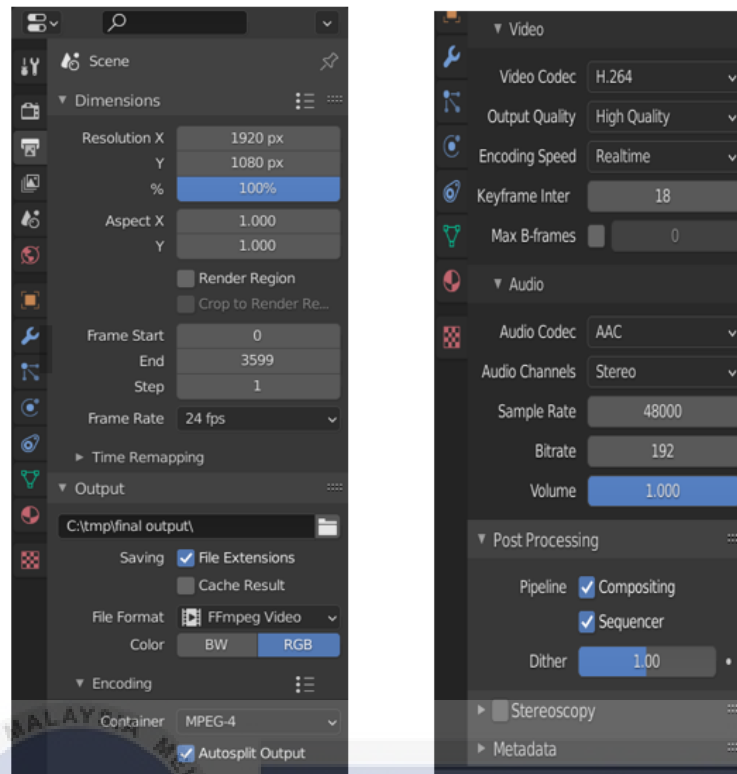 Scene
Dimensions
Resolution X 1920 px
Y 1080 px
% 100%
Aspect X 1.000
Y 1.000
Render Region
Crop to Render Re...
Frame Start 0
End 3599
Step 1
Frame Rate 24 fps
Time Remapping
Output
C:\tmp\final output\
Saving File Extensions
Cache Result
File Format FFmpeg Video
Color BW RGB
Encoding
Container MPEG-4
Autosplit Output
MALAY
Video
Video Codec H.264
Output Quality High Quality
Encoding Speed Realtime
Keyframe Inter 18
Max B-frames 0
Audio
Audio Codec AAC
Audio Channels Stereo
Sample Rate 48000
Bitrate 192
Volume 1.000
Post Processing
Pipeline Compositing
Sequencer
Dither 1.00
Stereoscopy
Metadata